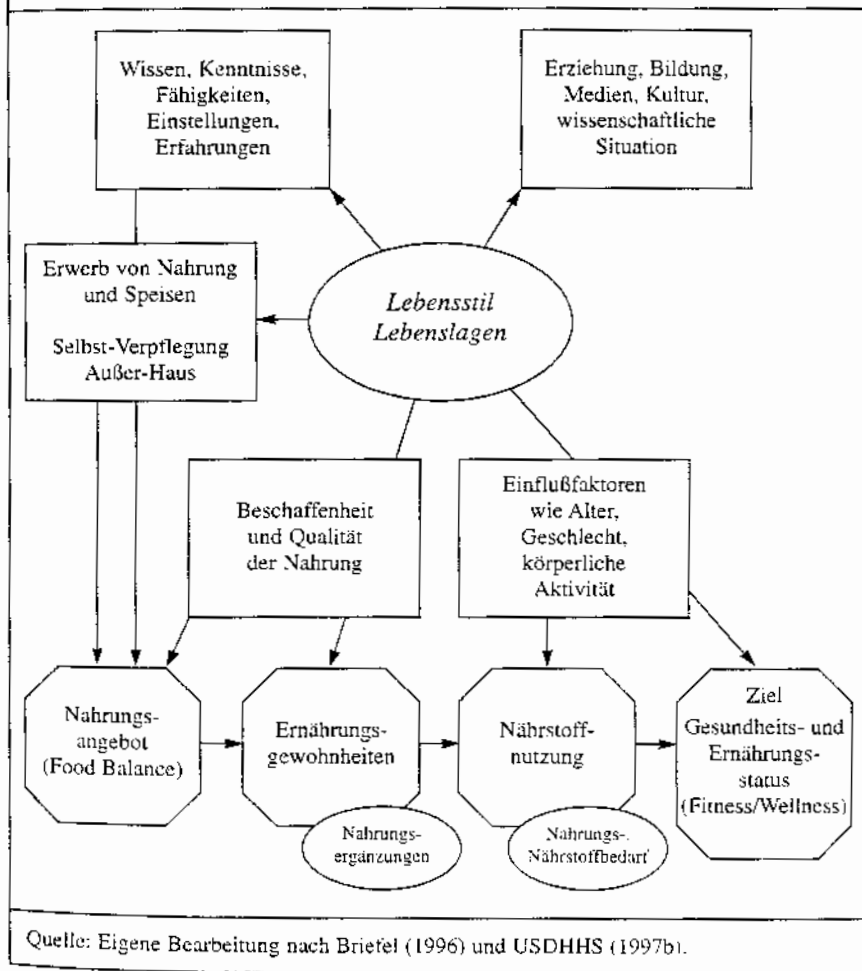 Wissen, Kenntnisse,
Fähigkeiten,
Einstellungen,
Erfahrungen
Erziehung, Bildung,
Medien, Kultur,
wissenschaftliche
Situation
Erwerb von Nahrung
und Speisen
Selbst-Verpflegung
Außer-Haus
Lebensstil
Lebenslagen
Beschaffenheit
und Qualität
der Nahrung
Einflußfaktoren
wie Alter,
Geschlecht,
körperliche
Aktivität
Nahrungs-
angebot
(Food Balance)
Ernährungs-
gewohnheiten
Nährstoff-
nutzung
Ziel
Gesundheits- und
Ernährungs-
status
(Fitness/Wellness)
Nahrungs-
ergänzungen
Nahrungs-,
Nährstoffbedarf
Quelle: Eigene Bearbeitung nach Briefel (1996) und USDHHS (1997b).